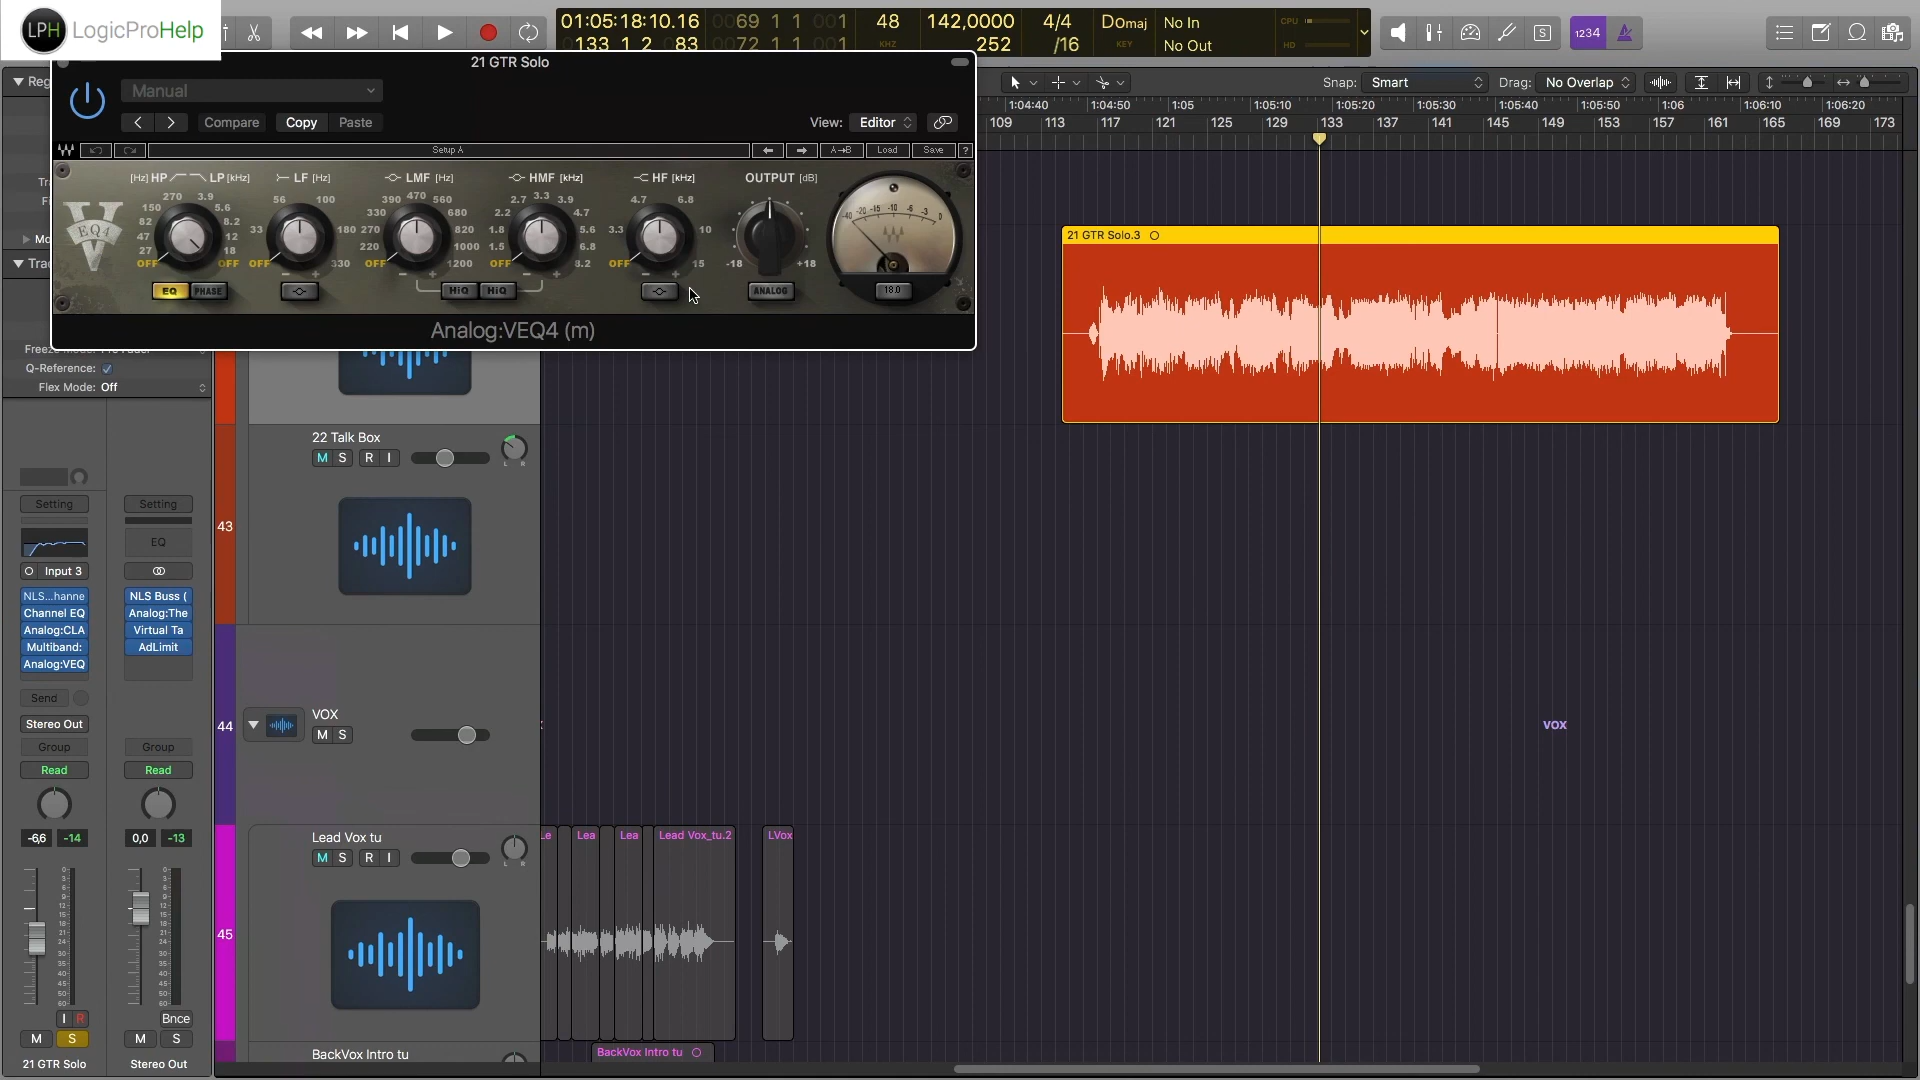 LPH LogicProHelp
01:05:18:10.16 0069 1 1 001 48 142,0000 4/4 Domaj No In CPU
133 1 2 83 0072 1 1 001 KHZ 252 /16 KEY No Out HD
S 1234
21 GTR Solo
Manual
Compare Copy Paste View: Editor
Setup A A→B Load Save ?
[Hz] HP LP [kHz] LF [Hz] LMF [Hz] HMF [kHz] HF [kHz] OUTPUT [dB]
270 3.9 56 100 390 470 560 2.7 3.3 3.9 4.7 6.8
150 5.6 330 680 2.2 4.7
82 8.2 33 180 270 820 1.8 5.6 3.3 10
47 12 220 1000 1.5 6.8
27 18
OFF OFF OFF 330 OFF 1200 OFF 8.2 OFF 15 -18 +18
-40 -20 -15 -10 -6 -3 0
EQ4
EQ PHASE HiQ HiQ ANALOG 18.0
Analog:VEQ4 (m)
Snap: Smart Drag: No Overlap
1:04:40 1:04:50 1:05 1:05:10 1:05:20 1:05:30 1:05:40 1:05:50 1:06 1:06:10 1:06:20
109 113 117 121 125 129 133 137 141 145 149 153 157 161 165 169 173
21 GTR Solo.3
Reg
Mo
Trac
Q-Reference:
Flex Mode: Off
22 Talk Box
M S R I
L R
43
44
VOX
M S
VOX
45
Lead Vox tu
M S R I
L R
Le Lea Lea Lead Vox_tu.2 LVox
BackVox Intro tu
BackVox Intro tu
Setting Setting
EQ
Input 3
NLS...hanne NLS Buss (
Channel EQ Analog:The
Analog:CLA Virtual Ta
Multiband: AdLimit
Analog:VEQ
Send
Stereo Out
Group Group
Read Read
-6,6 -14 0,0 -13
I R Bnce
M S M S
21 GTR Solo Stereo Out